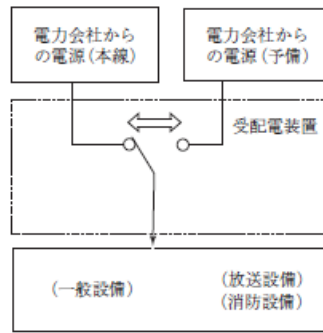 電力会社から
の電源(本線)
電力会社から
の電源(予備)
受配電装置
(一般設備)
(放送設備)
(消防設備)